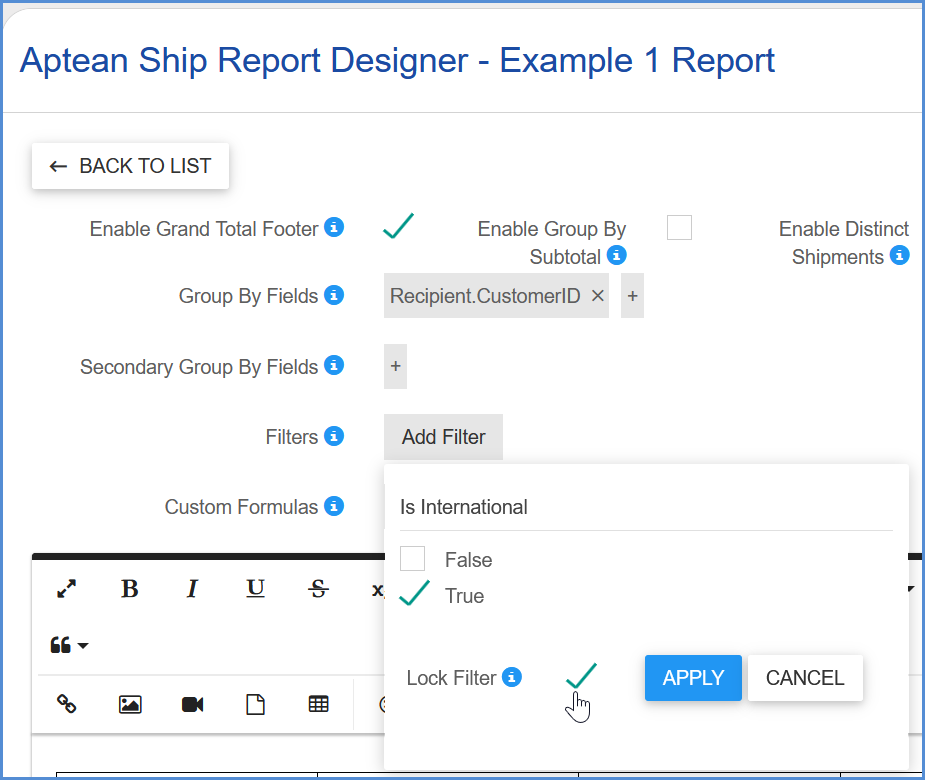 Aptean Ship Report Designer - Example 1 Report
← BACK TO LIST
Enable Grand Total Footer
Enable Group By
Subtotal
Enable Distinct
Shipments
Group By Fields
Recipient.CustomerID × +
Secondary Group By Fields
+
Filters
Add Filter
Custom Formulas
Is International
False
True
B I U S x
Lock Filter
APPLY
CANCEL